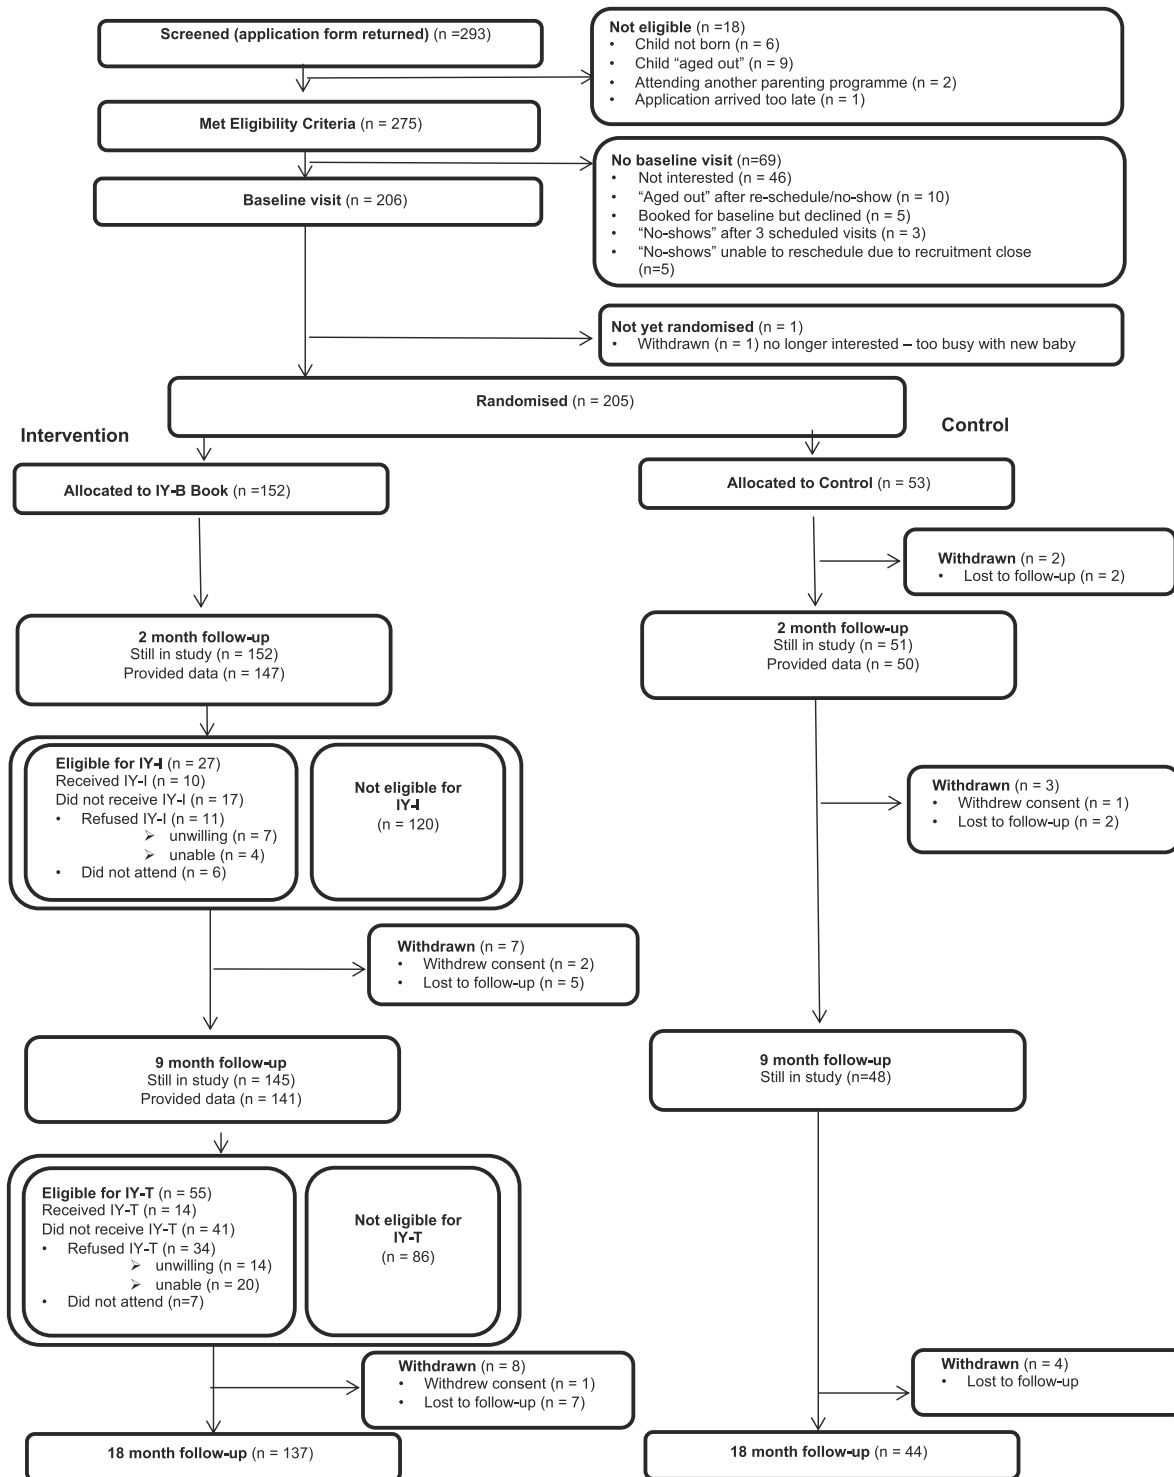 Screened (application form returned) (n =293)
Not eligible (n =18)
• Child not born (n = 6)
• Child “aged out” (n = 9)
• Attending another parenting programme (n = 2)
• Application arrived too late (n = 1)
Met Eligibility Criteria (n = 275)
No baseline visit (n=69)
• Not interested (n = 46)
• “Aged out” after re-schedule/no-show (n = 10)
• Booked for baseline but declined (n = 5)
• “No-shows” after 3 scheduled visits (n = 3)
• “No-shows” unable to reschedule due to recruitment close
(n=5)
Baseline visit (n = 206)
Not yet randomised (n = 1)
• Withdrawn (n = 1) no longer interested – too busy with new baby
Randomised (n = 205)
Intervention
Control
Allocated to IY-B Book (n =152)
Allocated to Control (n = 53)
Withdrawn (n = 2)
• Lost to follow-up (n = 2)
2 month follow-up
Still in study (n = 152)
Provided data (n = 147)
2 month follow-up
Still in study (n = 51)
Provided data (n = 50)
Eligible for IY-I (n = 27)
Received IY-I (n = 10)
Did not receive IY-I (n = 17)
• Refused IY-I (n = 11)
➢ unwilling (n = 7)
➢ unable (n = 4)
• Did not attend (n = 6)
Not eligible for
IY-I
(n = 120)
Withdrawn (n = 3)
• Withdrew consent (n = 1)
• Lost to follow-up (n = 2)
Withdrawn (n = 7)
• Withdrew consent (n = 2)
• Lost to follow-up (n = 5)
9 month follow-up
Still in study (n = 145)
Provided data (n = 141)
9 month follow-up
Still in study (n=48)
Eligible for IY-T (n = 55)
Received IY-T (n = 14)
Did not receive IY-T (n = 41)
• Refused IY-T (n = 34)
➢ unwilling (n = 14)
➢ unable (n = 20)
• Did not attend (n=7)
Not eligible for
IY-T
(n = 86)
Withdrawn (n = 8)
• Withdrew consent (n = 1)
• Lost to follow-up (n = 7)
Withdrawn (n = 4)
• Lost to follow-up
18 month follow-up (n = 137)
18 month follow-up (n = 44)